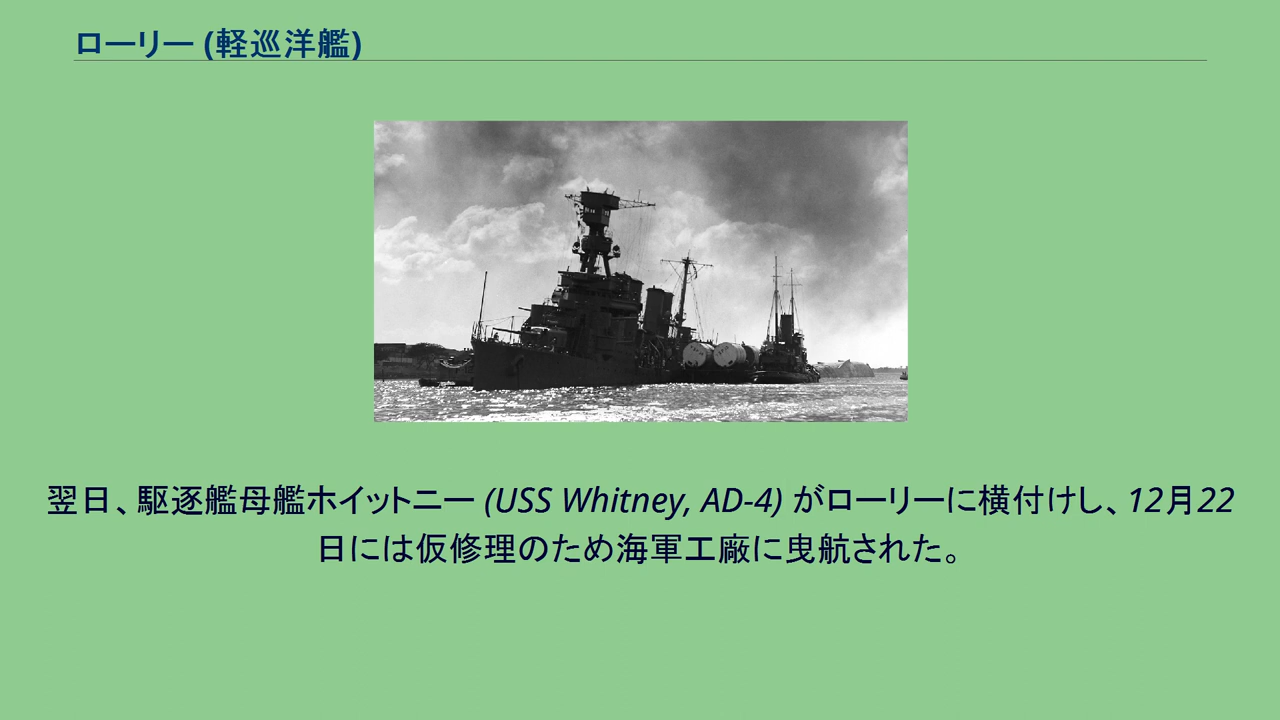 ローリー (軽巡洋艦)
翌日、駆逐艦母艦ホイットニー (USS Whitney, AD-4) がローリーに横付けし、12月22
日には仮修理のため海軍工廠に曳航された。